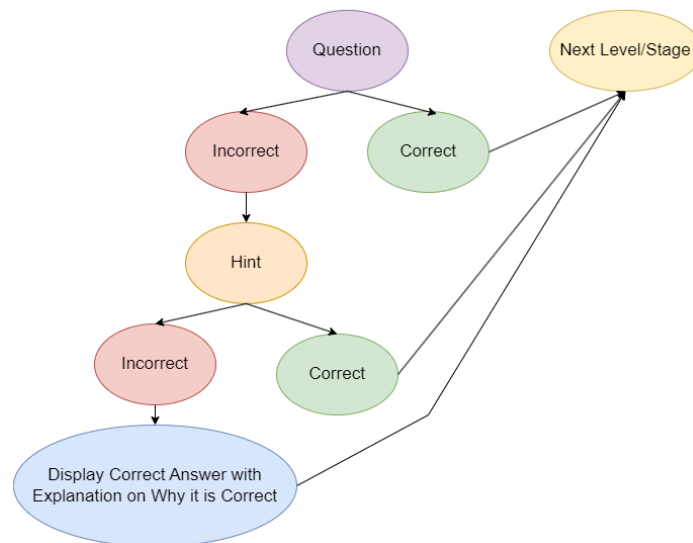 Question
Next Level/Stage
Incorrect
Correct
Hint
Incorrect
Correct
Display Correct Answer with
Explanation on Why it is Correct